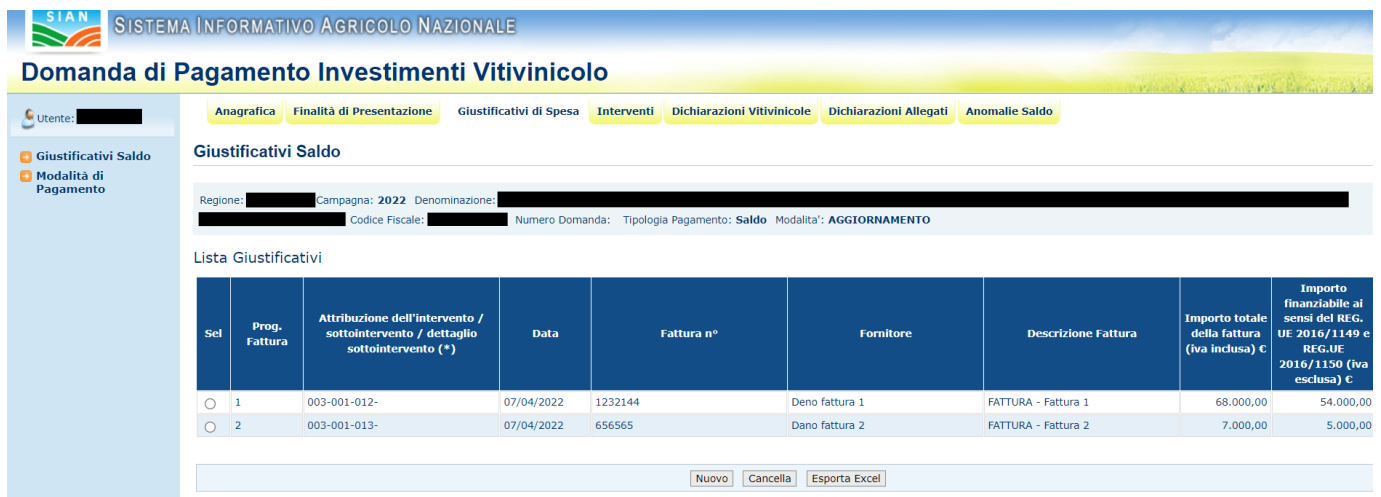 SIAN
SISTEMA INFORMATIVO AGRICOLO NAZIONALE
Domanda di Pagamento Investimenti Vitivinicolo
Utente:
Anagrafica Finalità di Presentazione Giustificativi di Spesa Interventi Dichiarazioni Vitivinicole Dichiarazioni Allegati Anomalie Saldo
Giustificativi Saldo
Modalità di
Pagamento
Giustificativi Saldo
Regione: Campagna: 2022 Denominazione:
Codice Fiscale: Numero Domanda: Tipologia Pagamento: Saldo Modalita': AGGIORNAMENTO
Lista Giustificativi
Sel
Prog.
Fattura
Attribuzione dell'intervento /
sottointervento / dettaglio
sottointervento (*)
Data
Fattura n°
Fornitore
Descrizione Fattura
Importo totale
della fattura
(iva inclusa) €
Importo
finanziabile ai
sensi del REG.
UE 2016/1149 e
REG.UE
2016/1150 (iva
esclusa) €
1 003-001-012- 07/04/2022 1232144 Deno fattura 1 FATTURA - Fattura 1 68.000,00 54.000,00
2 003-001-013- 07/04/2022 656565 Dano fattura 2 FATTURA - Fattura 2 7.000,00 5.000,00
Nuovo Cancella Esporta Excel